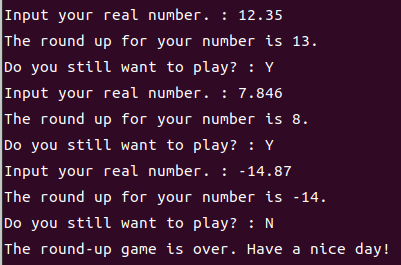 Input your real number. : 12.35
The round up for your number is 13.
Do you still want to play? : Y
Input your real number. : 7.846
The round up for your number is 8.
Do you still want to play? : Y
Input your real number. : -14.87
The round up for your number is -14.
Do you still want to play? : N
The round-up game is over. Have a nice day!